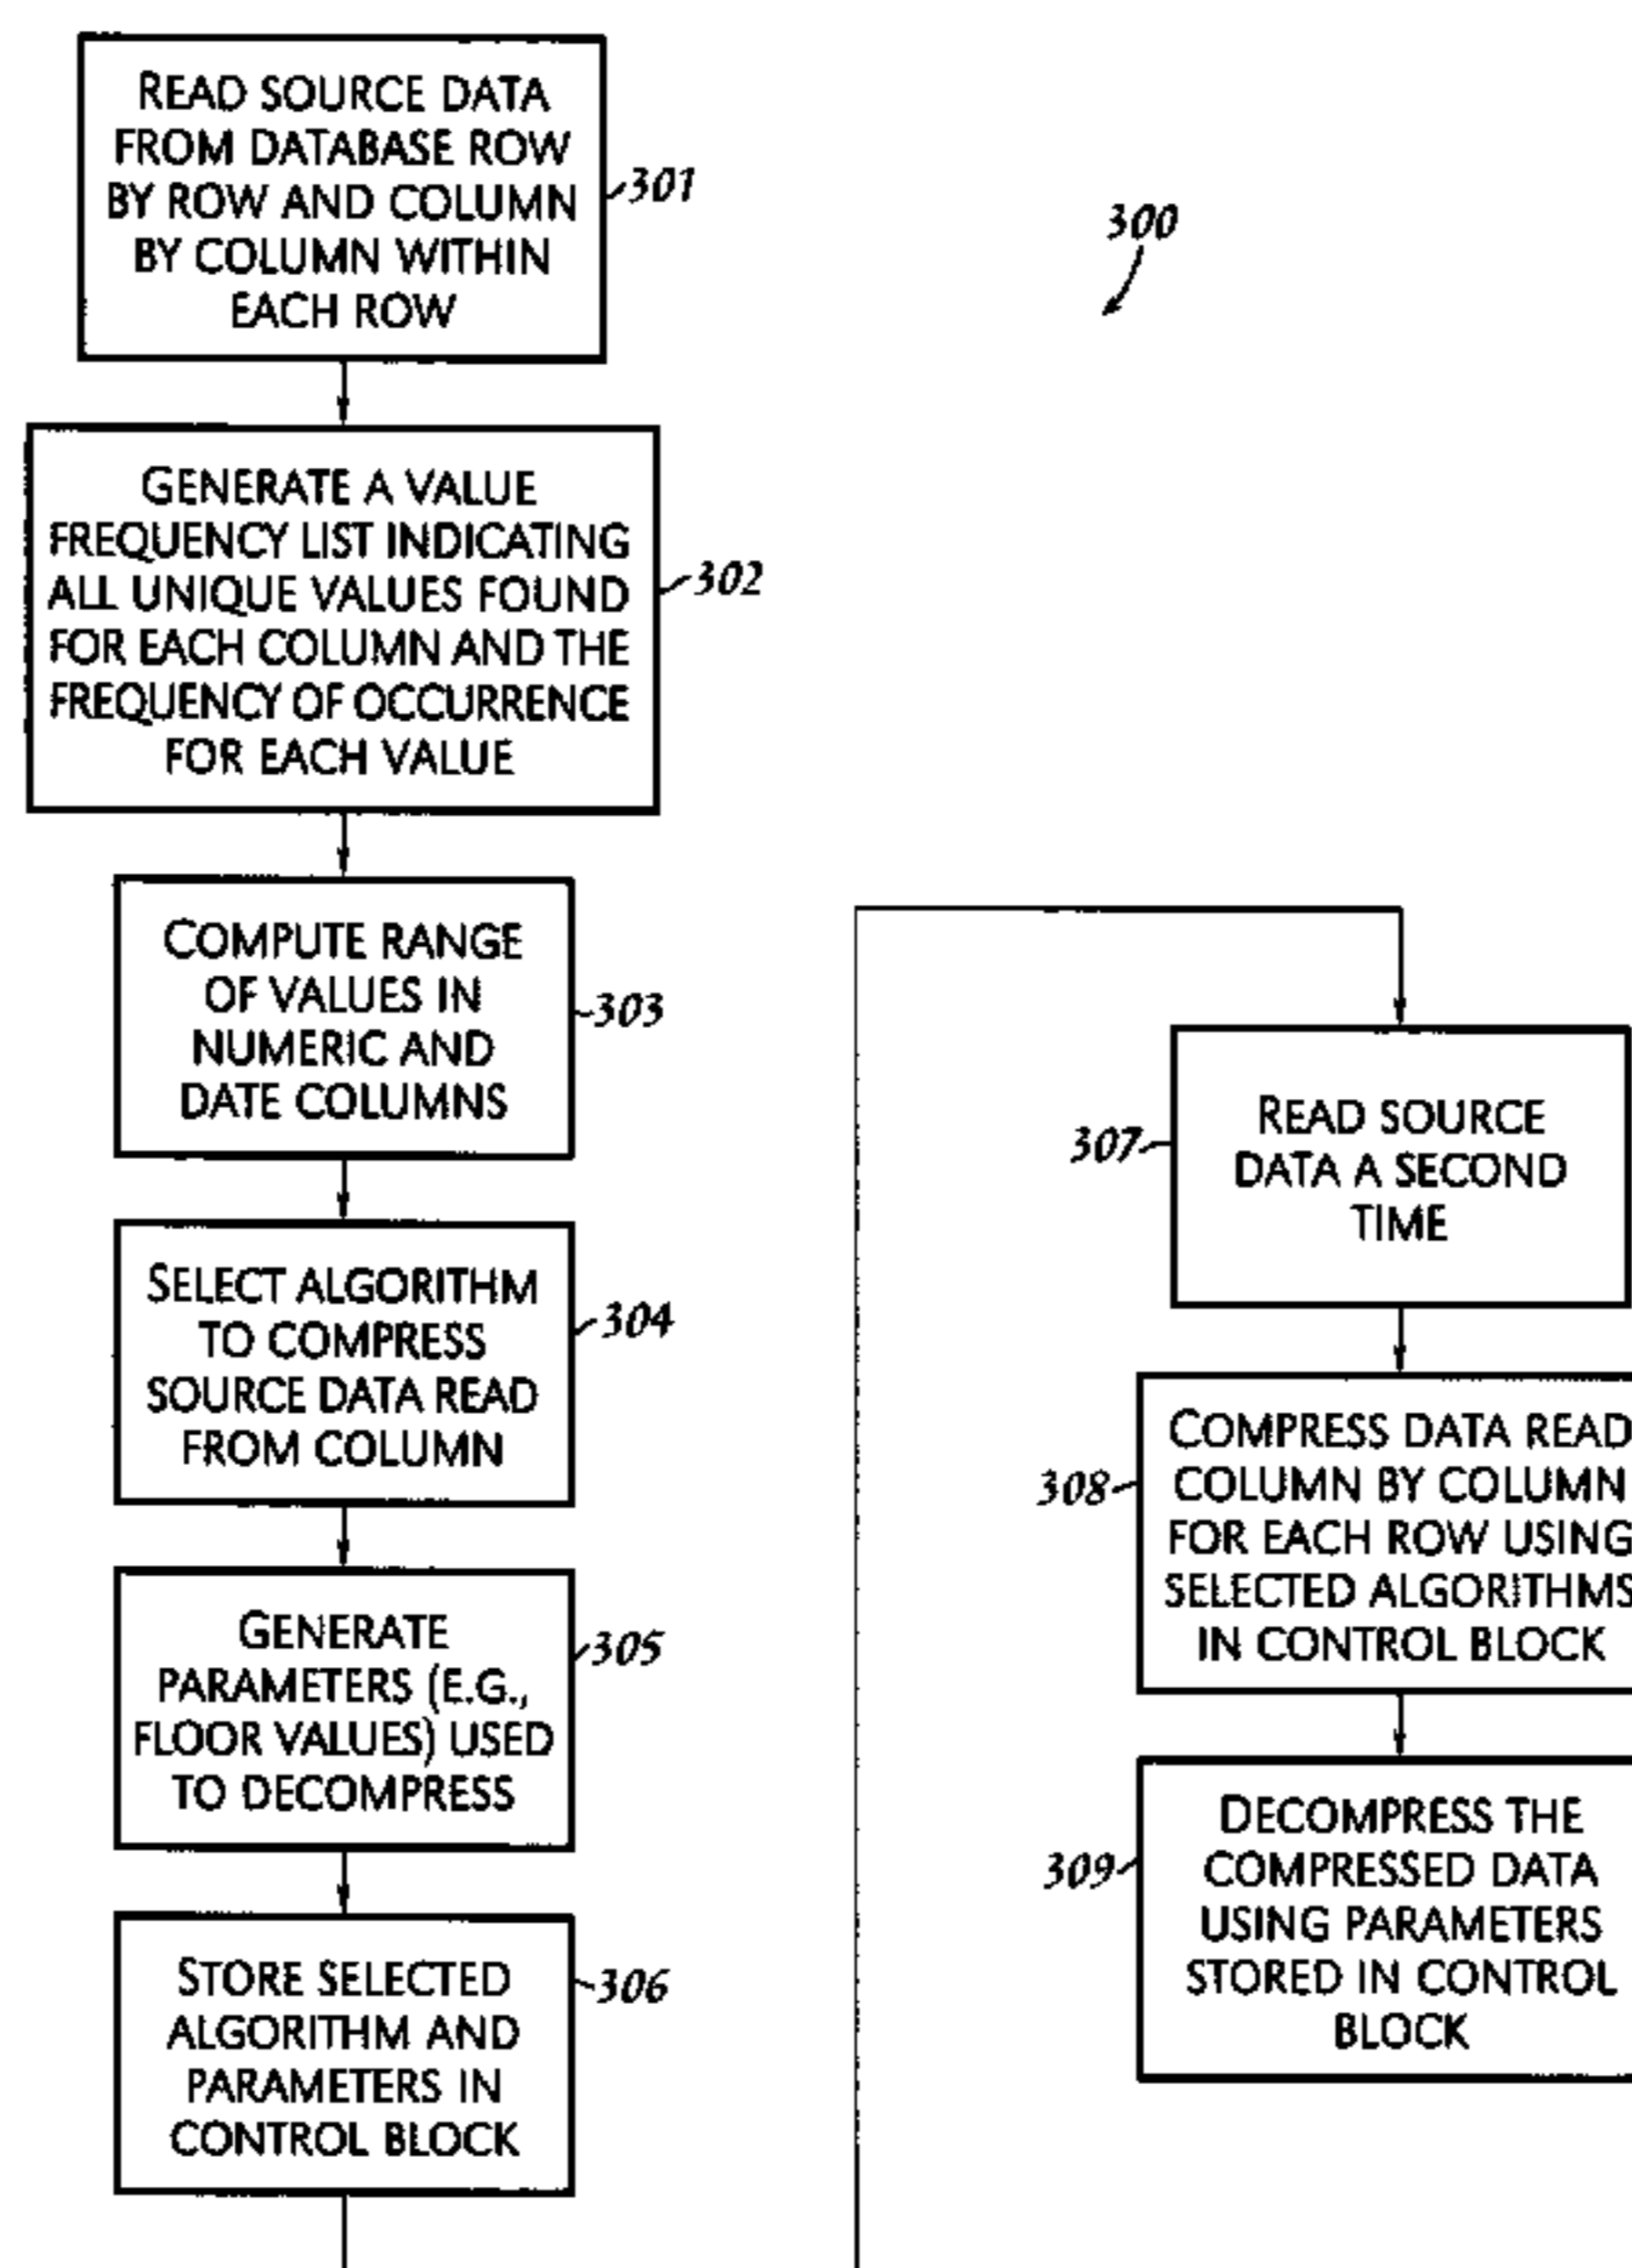 READ SOURCE DATA
FROM DATABASE ROW
BY ROW AND COLUMN
BY COLUMN WITHIN
EACH ROW
301
300
GENERATE A VALUE
FREQUENCY LIST INDICATING
ALL UNIQUE VALUES FOUND
FOR EACH COLUMN AND THE
FREQUENCY OF OCCURRENCE
FOR EACH VALUE
302
COMPUTE RANGE
OF VALUES IN
NUMERIC AND
DATE COLUMNS
303
SELECT ALGORITHM
TO COMPRESS
SOURCE DATA READ
FROM COLUMN
304
GENERATE
PARAMETERS (E.G.,
FLOOR VALUES) USED
TO DECOMPRESS
305
STORE SELECTED
ALGORITHM AND
PARAMETERS IN
CONTROL BLOCK
306
307
READ SOURCE
DATA A SECOND
TIME
308
COMPRESS DATA READ
COLUMN BY COLUMN
FOR EACH ROW USING
SELECTED ALGORITHMS
IN CONTROL BLOCK
309
DECOMPRESS THE
COMPRESSED DATA
USING PARAMETERS
STORED IN CONTROL
BLOCK